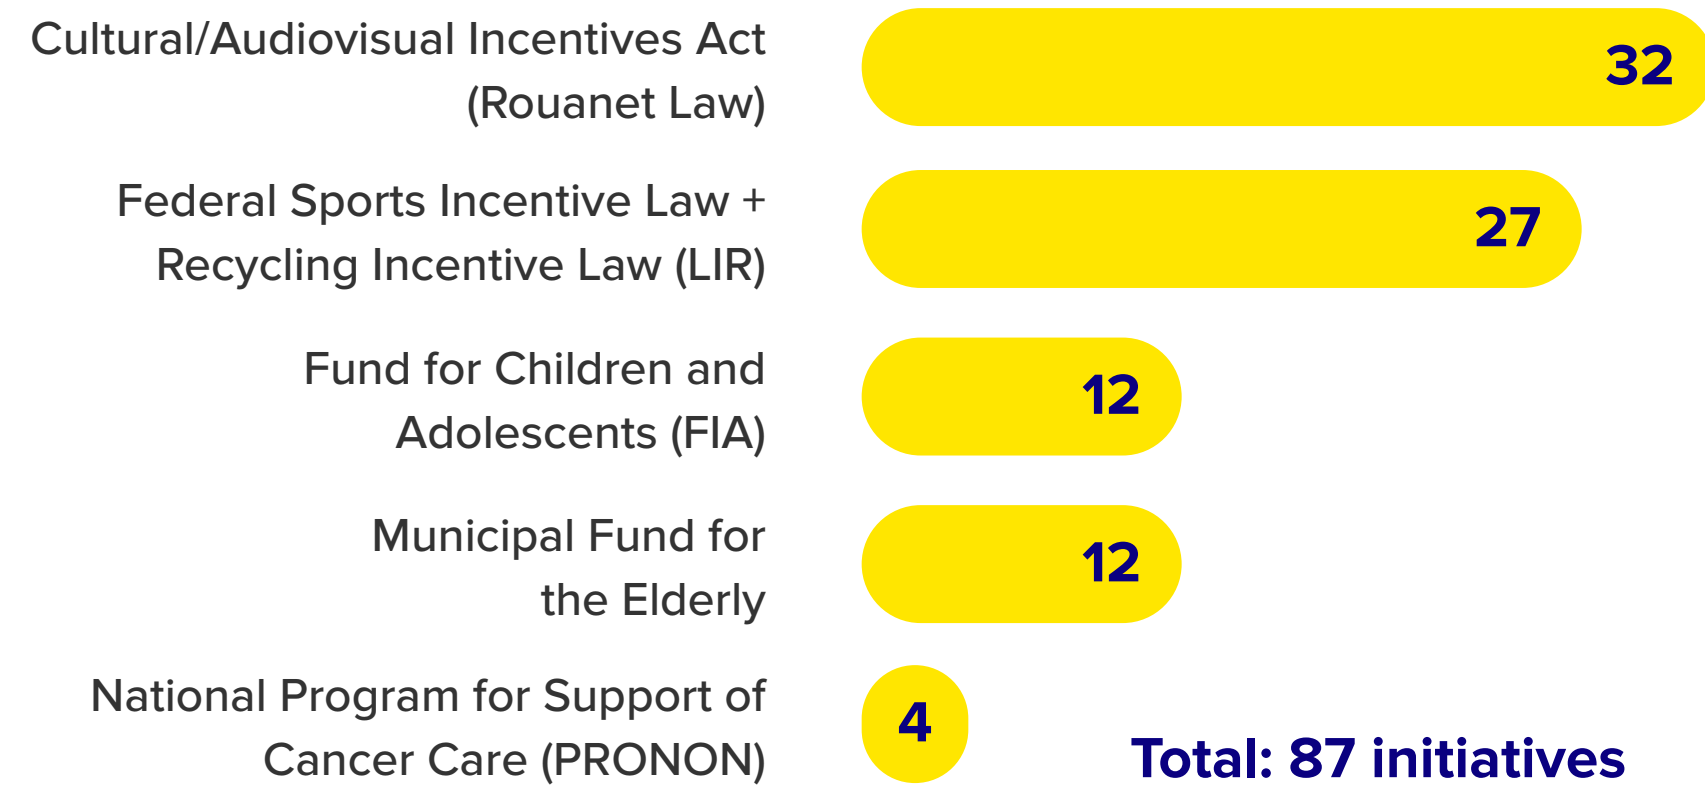 Cultural/Audiovisual Incentives Act
(Rouanet Law)
32
Federal Sports Incentive Law +
Recycling Incentive Law (LIR)
27
Fund for Children and
Adolescents (FIA)
12
Municipal Fund for
the Elderly
12
National Program for Support of
Cancer Care (PRONON)
4
Total: 87 initiatives